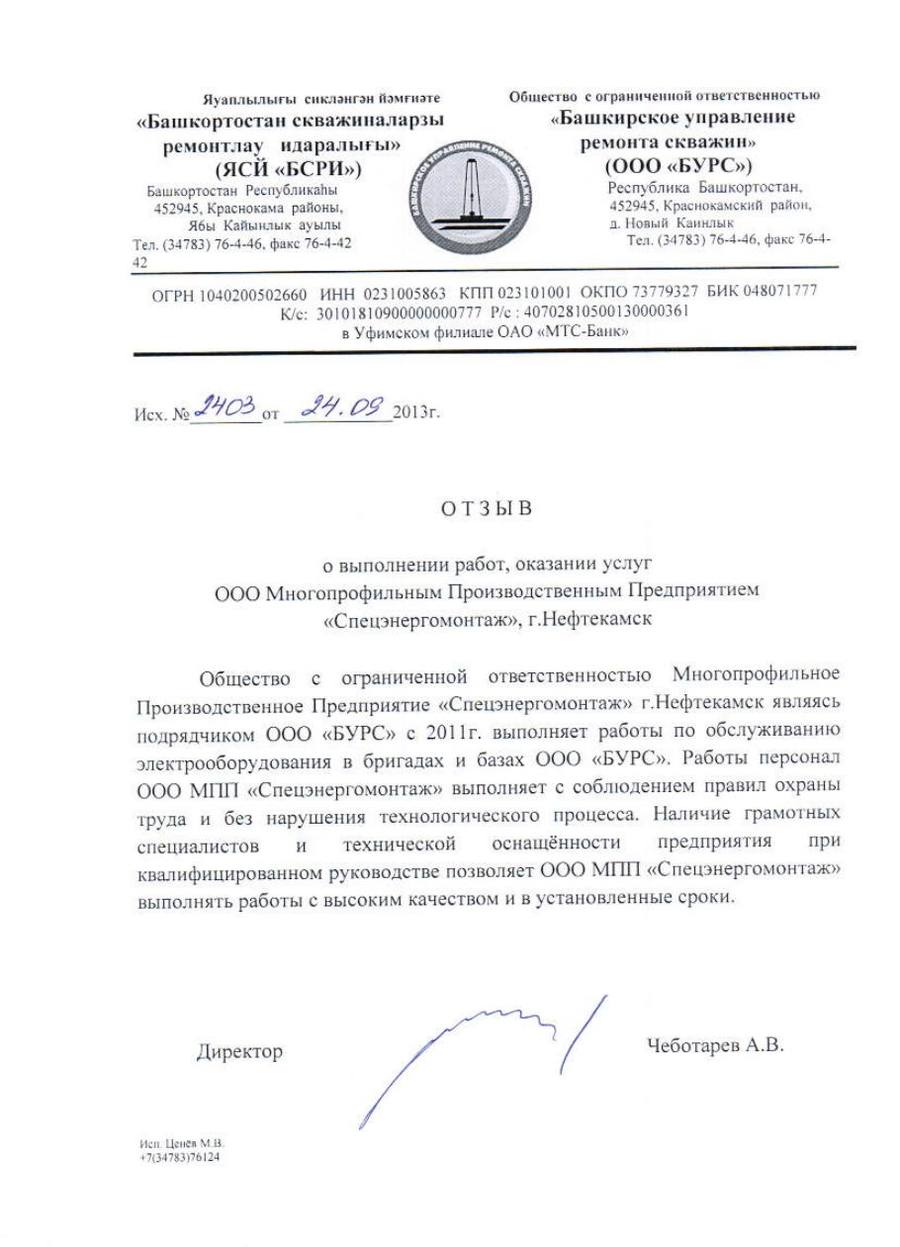 Яуаплылығы сикләнгән йәмғиәте
«Башкортостан скважиналарзы
ремонтлау идаралығы»
(ЯСЙ «БСРИ»)
Башкортостан Республикаһы
452945, Краснокама районы,
Ябы Кайынлык ауылы
Тел. (34783) 76-4-46, факс 76-4-42
42
БАШКИРСКОЕ УПРАВЛЕНИЕ РЕМОНТА СКВАЖИН
Общество с ограниченной ответственностью
«Башкирское управление
ремонта скважин»
(ООО «БУРС»)
Республика Башкортостан,
452945, Краснокамский район,
д. Новый Каинлык
Тел. (34783) 76-4-46, факс 76-4-
ОГРН 1040200502660 ИНН 0231005863 КПП 023101001 ОКПО 73779327 БИК 048071777
К/с: 30101810900000000777 Р/с : 40702810500130000361
в Уфимском филиале ОАО «МТС-Банк»
Исх. № 2403 от 24.09 2013г.
О Т З Ы В
о выполнении работ, оказании услуг
ООО Многопрофильным Производственным Предприятием
«Спецэнергомонтаж», г.Нефтекамск
Общество с ограниченной ответственностью Многопрофильное
Производственное Предприятие «Спецэнергомонтаж» г.Нефтекамск являясь
подрядчиком ООО «БУРС» с 2011г. выполняет работы по обслуживанию
электрооборудования в бригадах и базах ООО «БУРС». Работы персонал
ООО МПП «Спецэнергомонтаж» выполняет с соблюдением правил охраны
труда и без нарушения технологического процесса. Наличие грамотных
специалистов и технической оснащённости предприятия при
квалифицированном руководстве позволяет ООО МПП «Спецэнергомонтаж»
выполнять работы с высоким качеством и в установленные сроки.
Директор
Чеботарев А.В.
Исп. Ценёв М.В.
+7(34783)76124